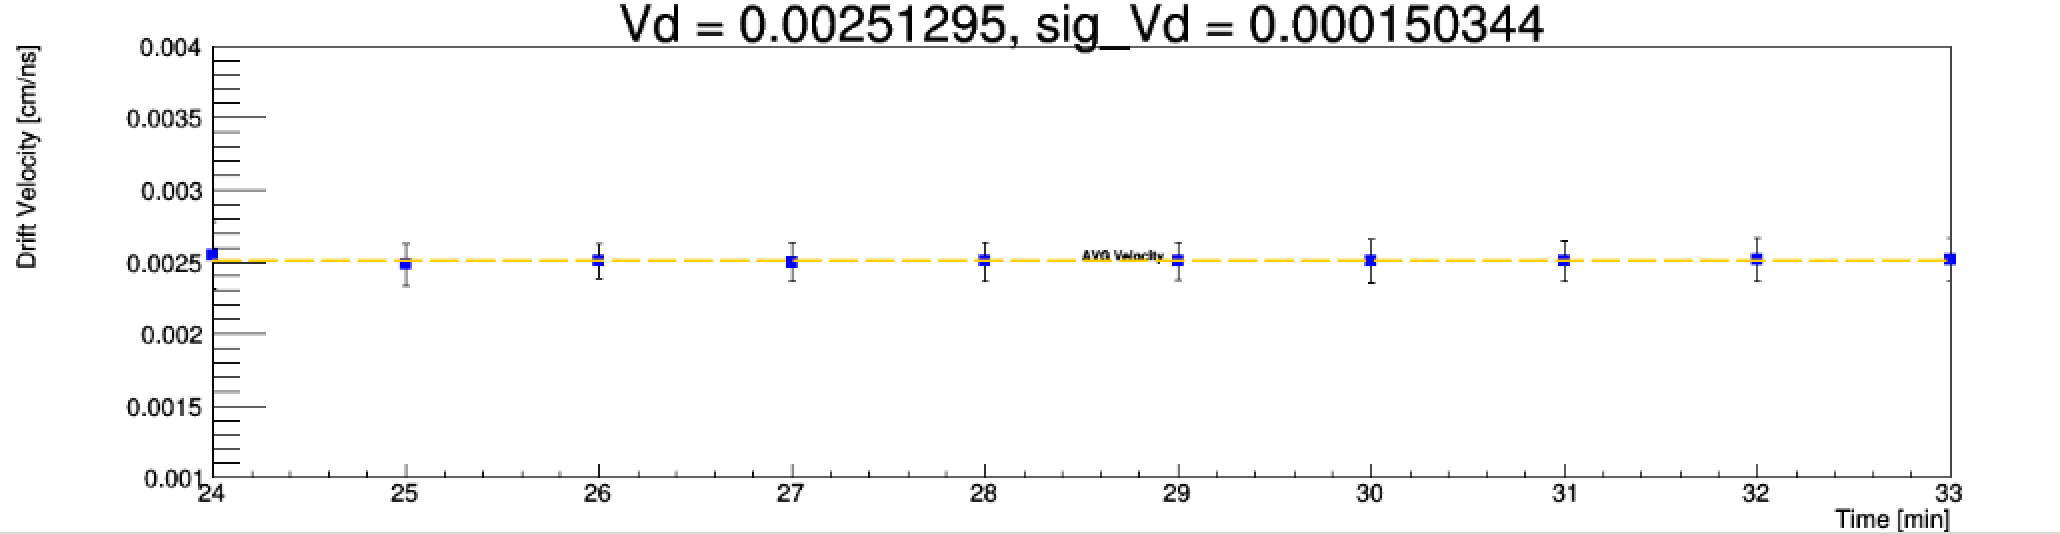 Vd = 0.00251295, sig_Vd = 0.000150344
Drift Velocity [cm/ns]
0.004
0.0035
0.003
0.0025
0.002
0.0015
0.001
AVG Velocity
24 25 26 27 28 29 30 31 32 33
Time [min]